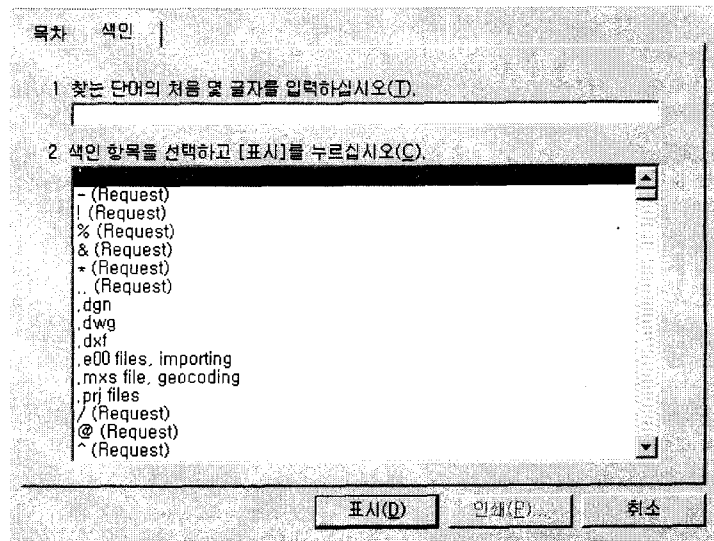 목차 색인
1 찾는 단어의 처음 몇 글자를 입력하십시오(T).
2 색인 항목을 선택하고 [표시]를 누르십시오(C).
- (Request)
! (Request)
% (Request)
& (Request)
* (Request)
.. (Request)
.dgn
.dwg
.dxf
.e00 files, importing
.mxs file, geocoding
.prj files
/ (Request)
@ (Request)
^ (Request)
표시(D) 인쇄(P)... 취소